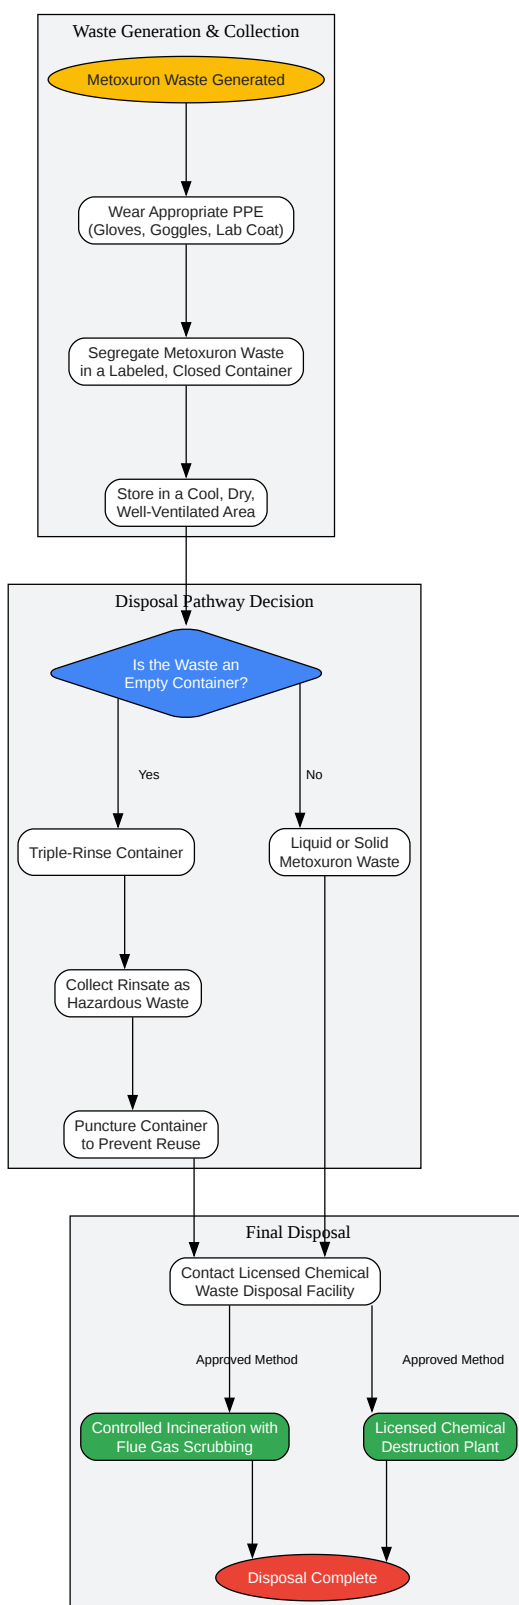 Waste Generation & Collection
Metoxuron Waste Generated
Wear Appropriate PPE
(Gloves, Goggles, Lab Coat)
Segregate Metoxuron Waste
in a Labeled, Closed Container
Store in a Cool, Dry,
Well-Ventilated Area
Disposal Pathway Decision
Is the Waste an
Empty Container?
Yes
No
Triple-Rinse Container
Liquid or Solid
Metoxuron Waste
Collect Rinsate as
Hazardous Waste
Puncture Container
to Prevent Reuse
Final Disposal
Contact Licensed Chemical
Waste Disposal Facility
Approved Method
Approved Method
Controlled Incineration with
Flue Gas Scrubbing
Licensed Chemical
Destruction Plant
Disposal Complete